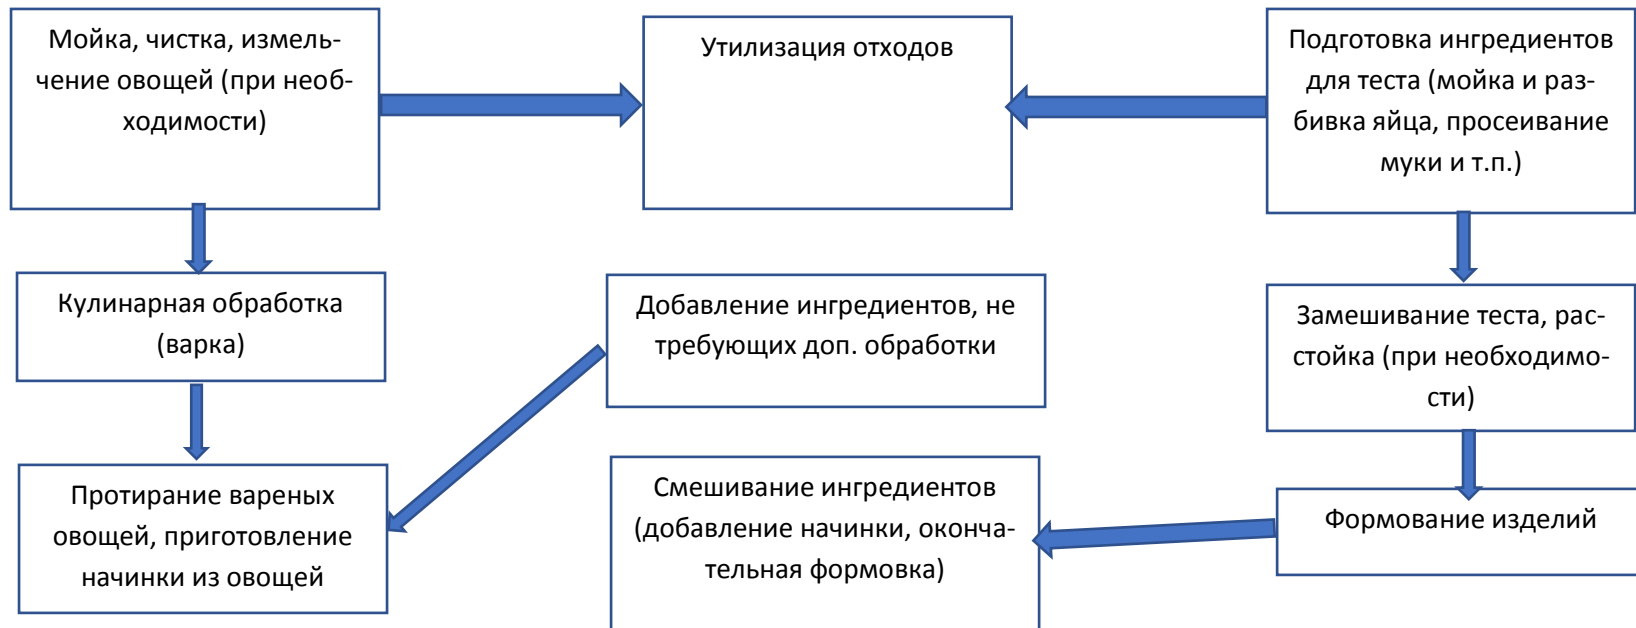 Мойка, чистка, измель-
чение овощей (при необ-
ходимости)
Утилизация отходов
Подготовка ингредиентов
для теста (мойка и раз-
бивка яйца, просеивание
муки и т.п.)
Кулинарная обработка
(варка)
Добавление ингредиентов, не
требующих доп. обработки
Замешивание теста, рас-
стойка (при необходимо-
сти)
Протирание вареных
овощей, приготовление
начинки из овощей
Смешивание ингредиентов
(добавление начинки, оконча-
тельная формовка)
Формование изделий